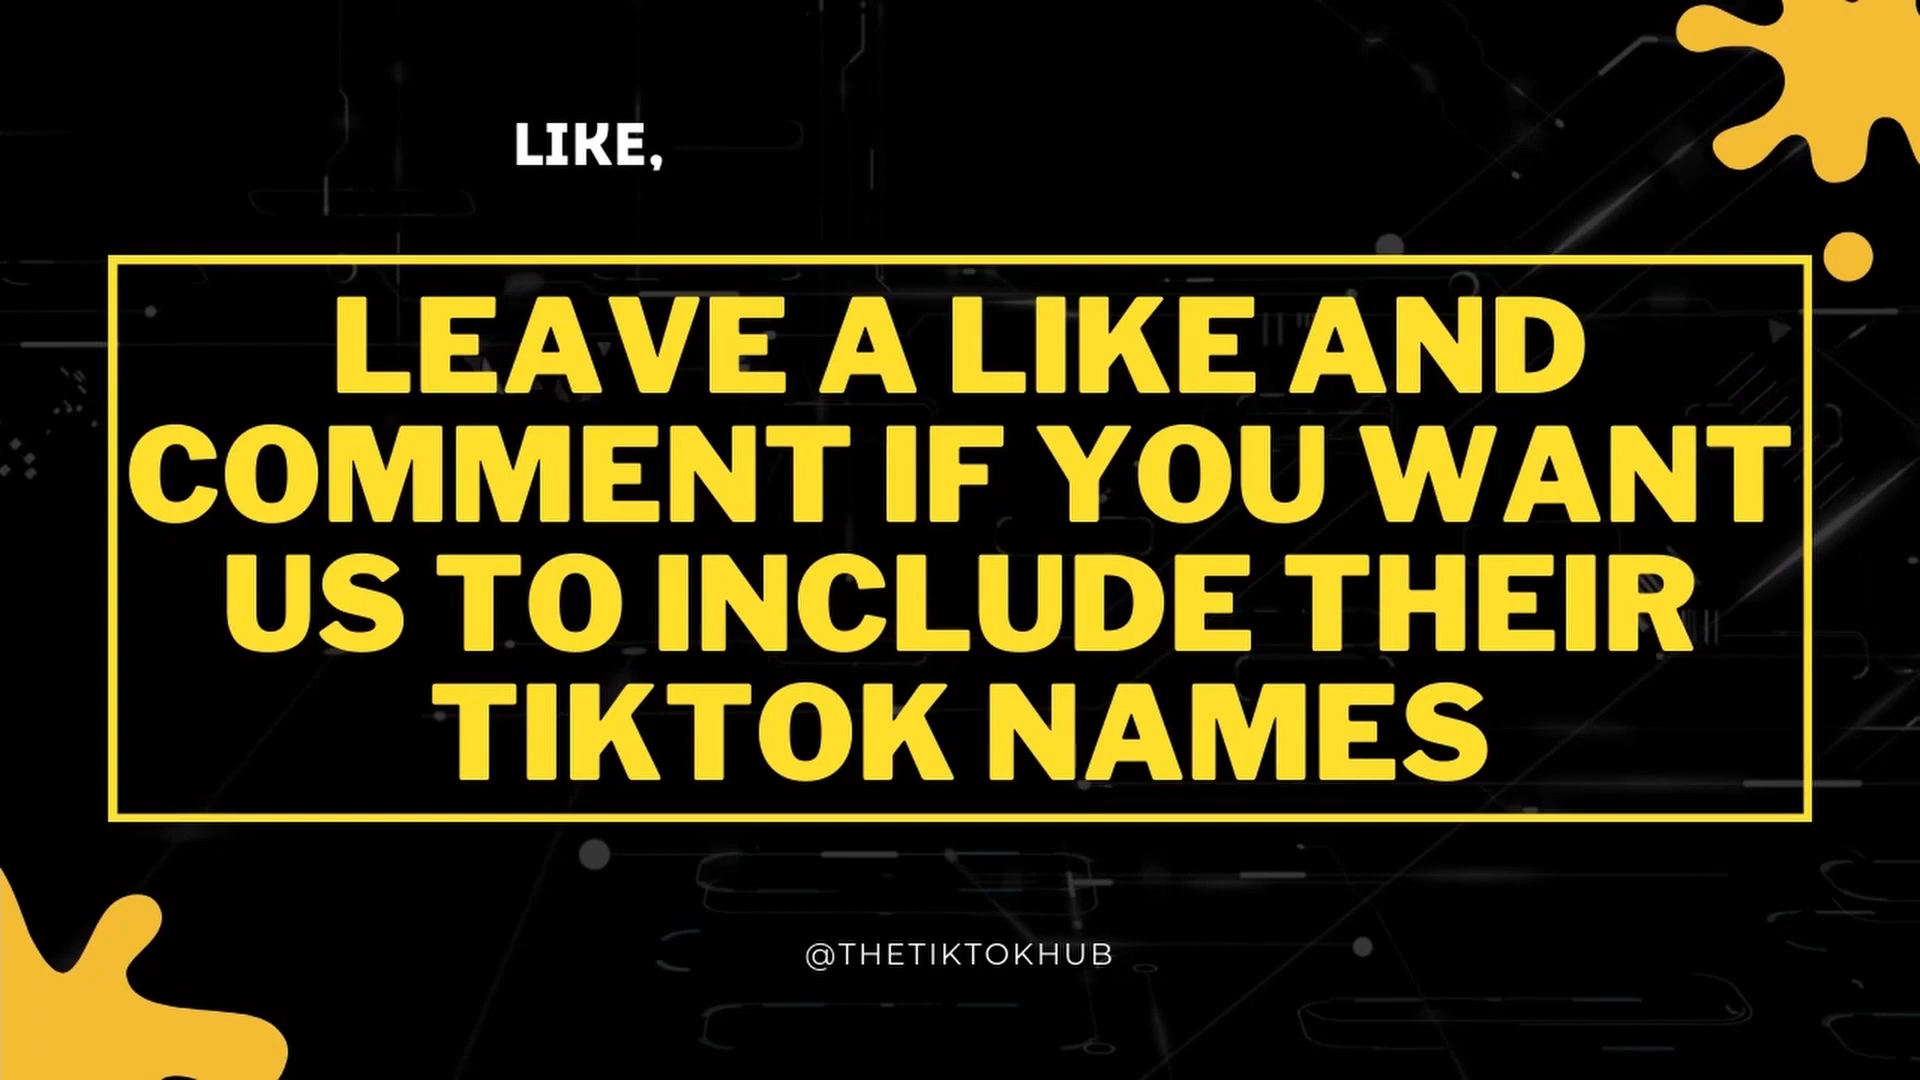 LIKE,
LEAVE A LIKE AND
COMMENT IF YOU WANT
US TO INCLUDE THEIR
TIKTOK NAMES
@THETIKTOKHUB